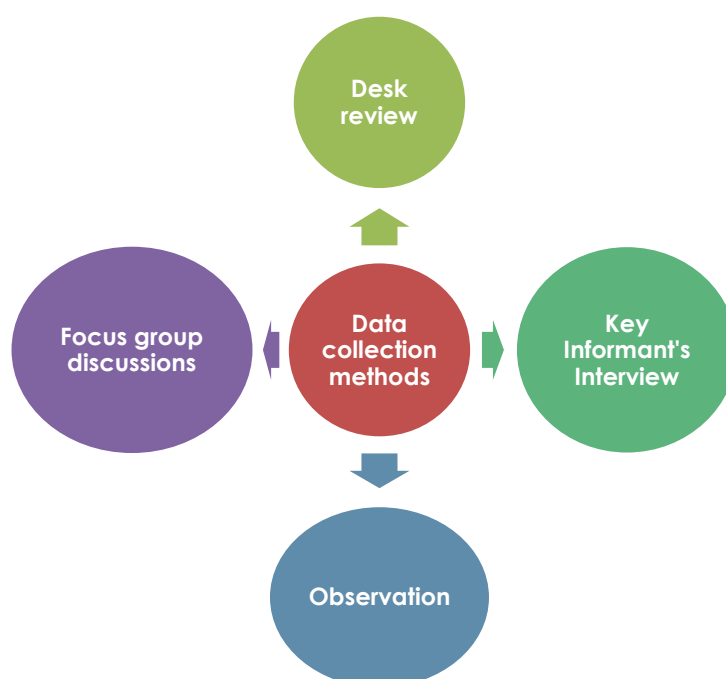 Desk
review
Focus group
discussions
Data
collection
methods
Key
Informant's
Interview
Observation